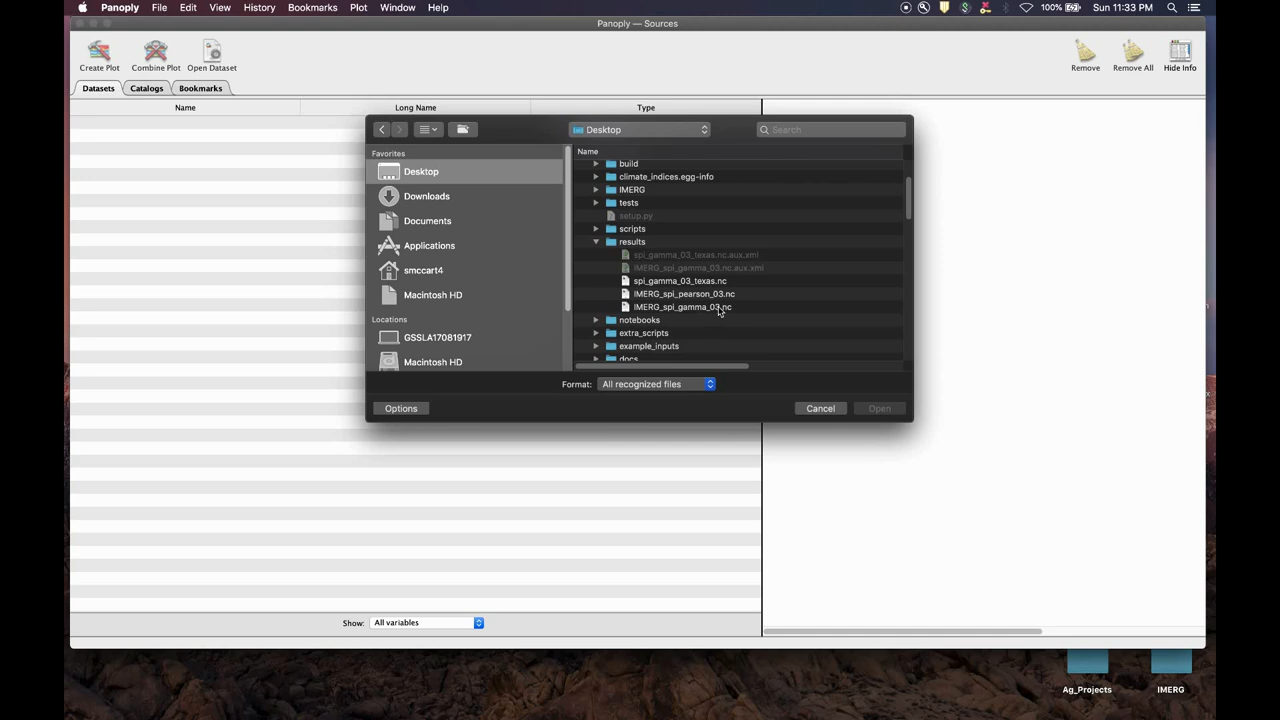 Panoply File Edit View History Bookmarks Plot Window Help 100% Sun 11:33 PM
Panoply — Sources
Create Plot Combine Plot Open Dataset Remove Remove All Hide Info
Datasets Catalogs Bookmarks
Name Long Name Type
Desktop Search
Favorites
Desktop
Downloads
Documents
Applications
smccart4
Macintosh HD
Locations
GSSLA17081917
Macintosh HD
Name
build
climate_indices.egg-info
IMERG
tests
setup.py
scripts
results
spi_gamma_03_texas.nc.aux.xml
IMERG_spi_gamma_03.nc.aux.xml
spi_gamma_03_texas.nc
IMERG_spi_pearson_03.nc
IMERG_spi_gamma_03.nc
notebooks
extra_scripts
example_inputs
docs
Format: All recognized files
Options Cancel Open
Show: All variables
Ag_Projects IMERG